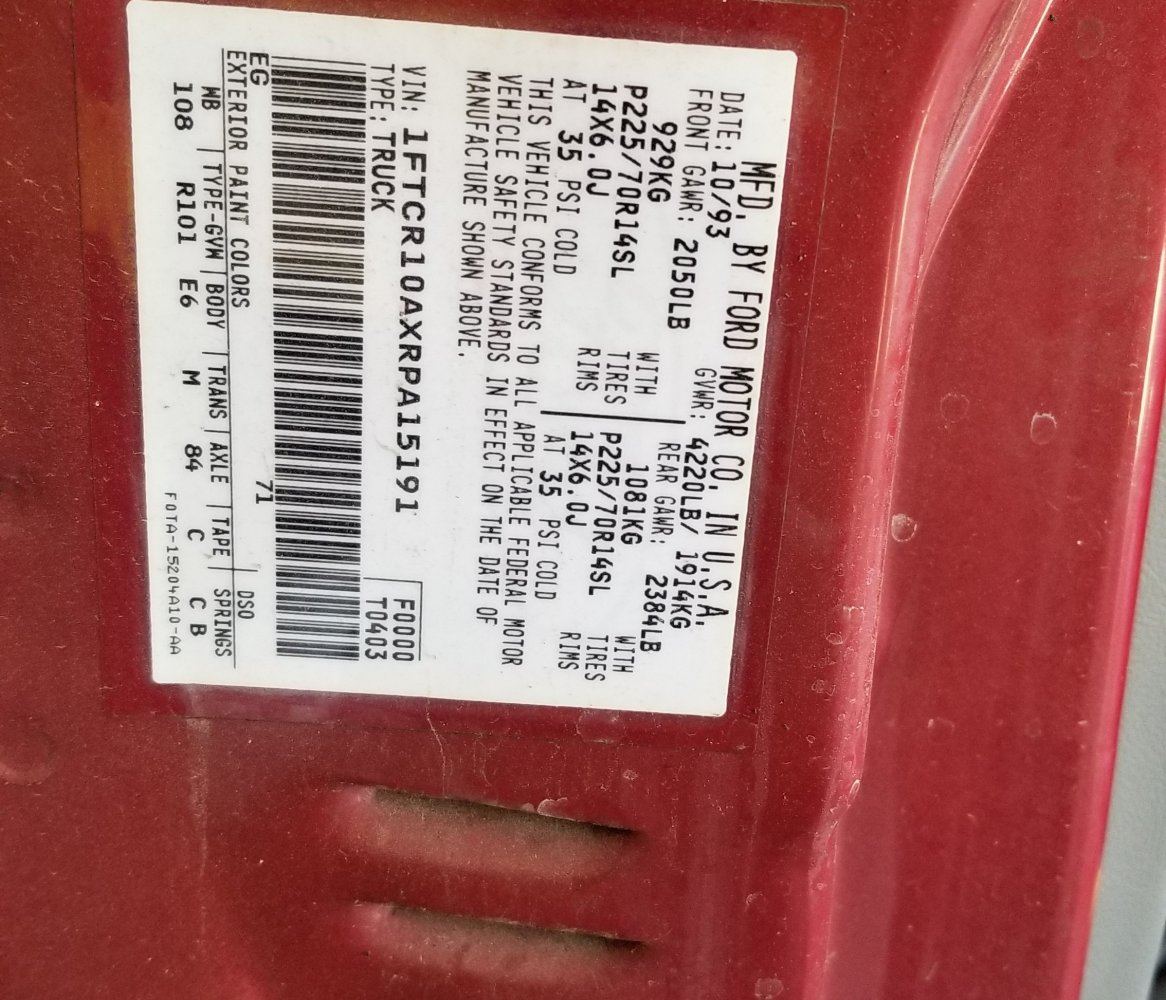 MFD. BY FORD MOTOR CO. IN U.S.A.
DATE: 10/93 GVWR: 4220LB/ 1914KG
FRONT GAWR: 2050LB REAR GAWR: 2384LB
929KG WITH 1081KG WITH
P225/70R14SL TIRES P225/70R14SL TIRES
14X6.0J RIMS 14X6.0J RIMS
AT 35 PSI COLD AT 35 PSI COLD
THIS VEHICLE CONFORMS TO ALL APPLICABLE FEDERAL MOTOR
VEHICLE SAFETY STANDARDS IN EFFECT ON THE DATE OF
MANUFACTURE SHOWN ABOVE.
VIN: 1FTCR10AXRPA15191 F0000
TYPE: TRUCK T0403
EG 71
EXTERIOR PAINT COLORS DSO
WB TYPE-GVW BODY TRANS AXLE TAPE SPRINGS
108 R101 E6 M 84 C C B
F0TA-15204A10-AA